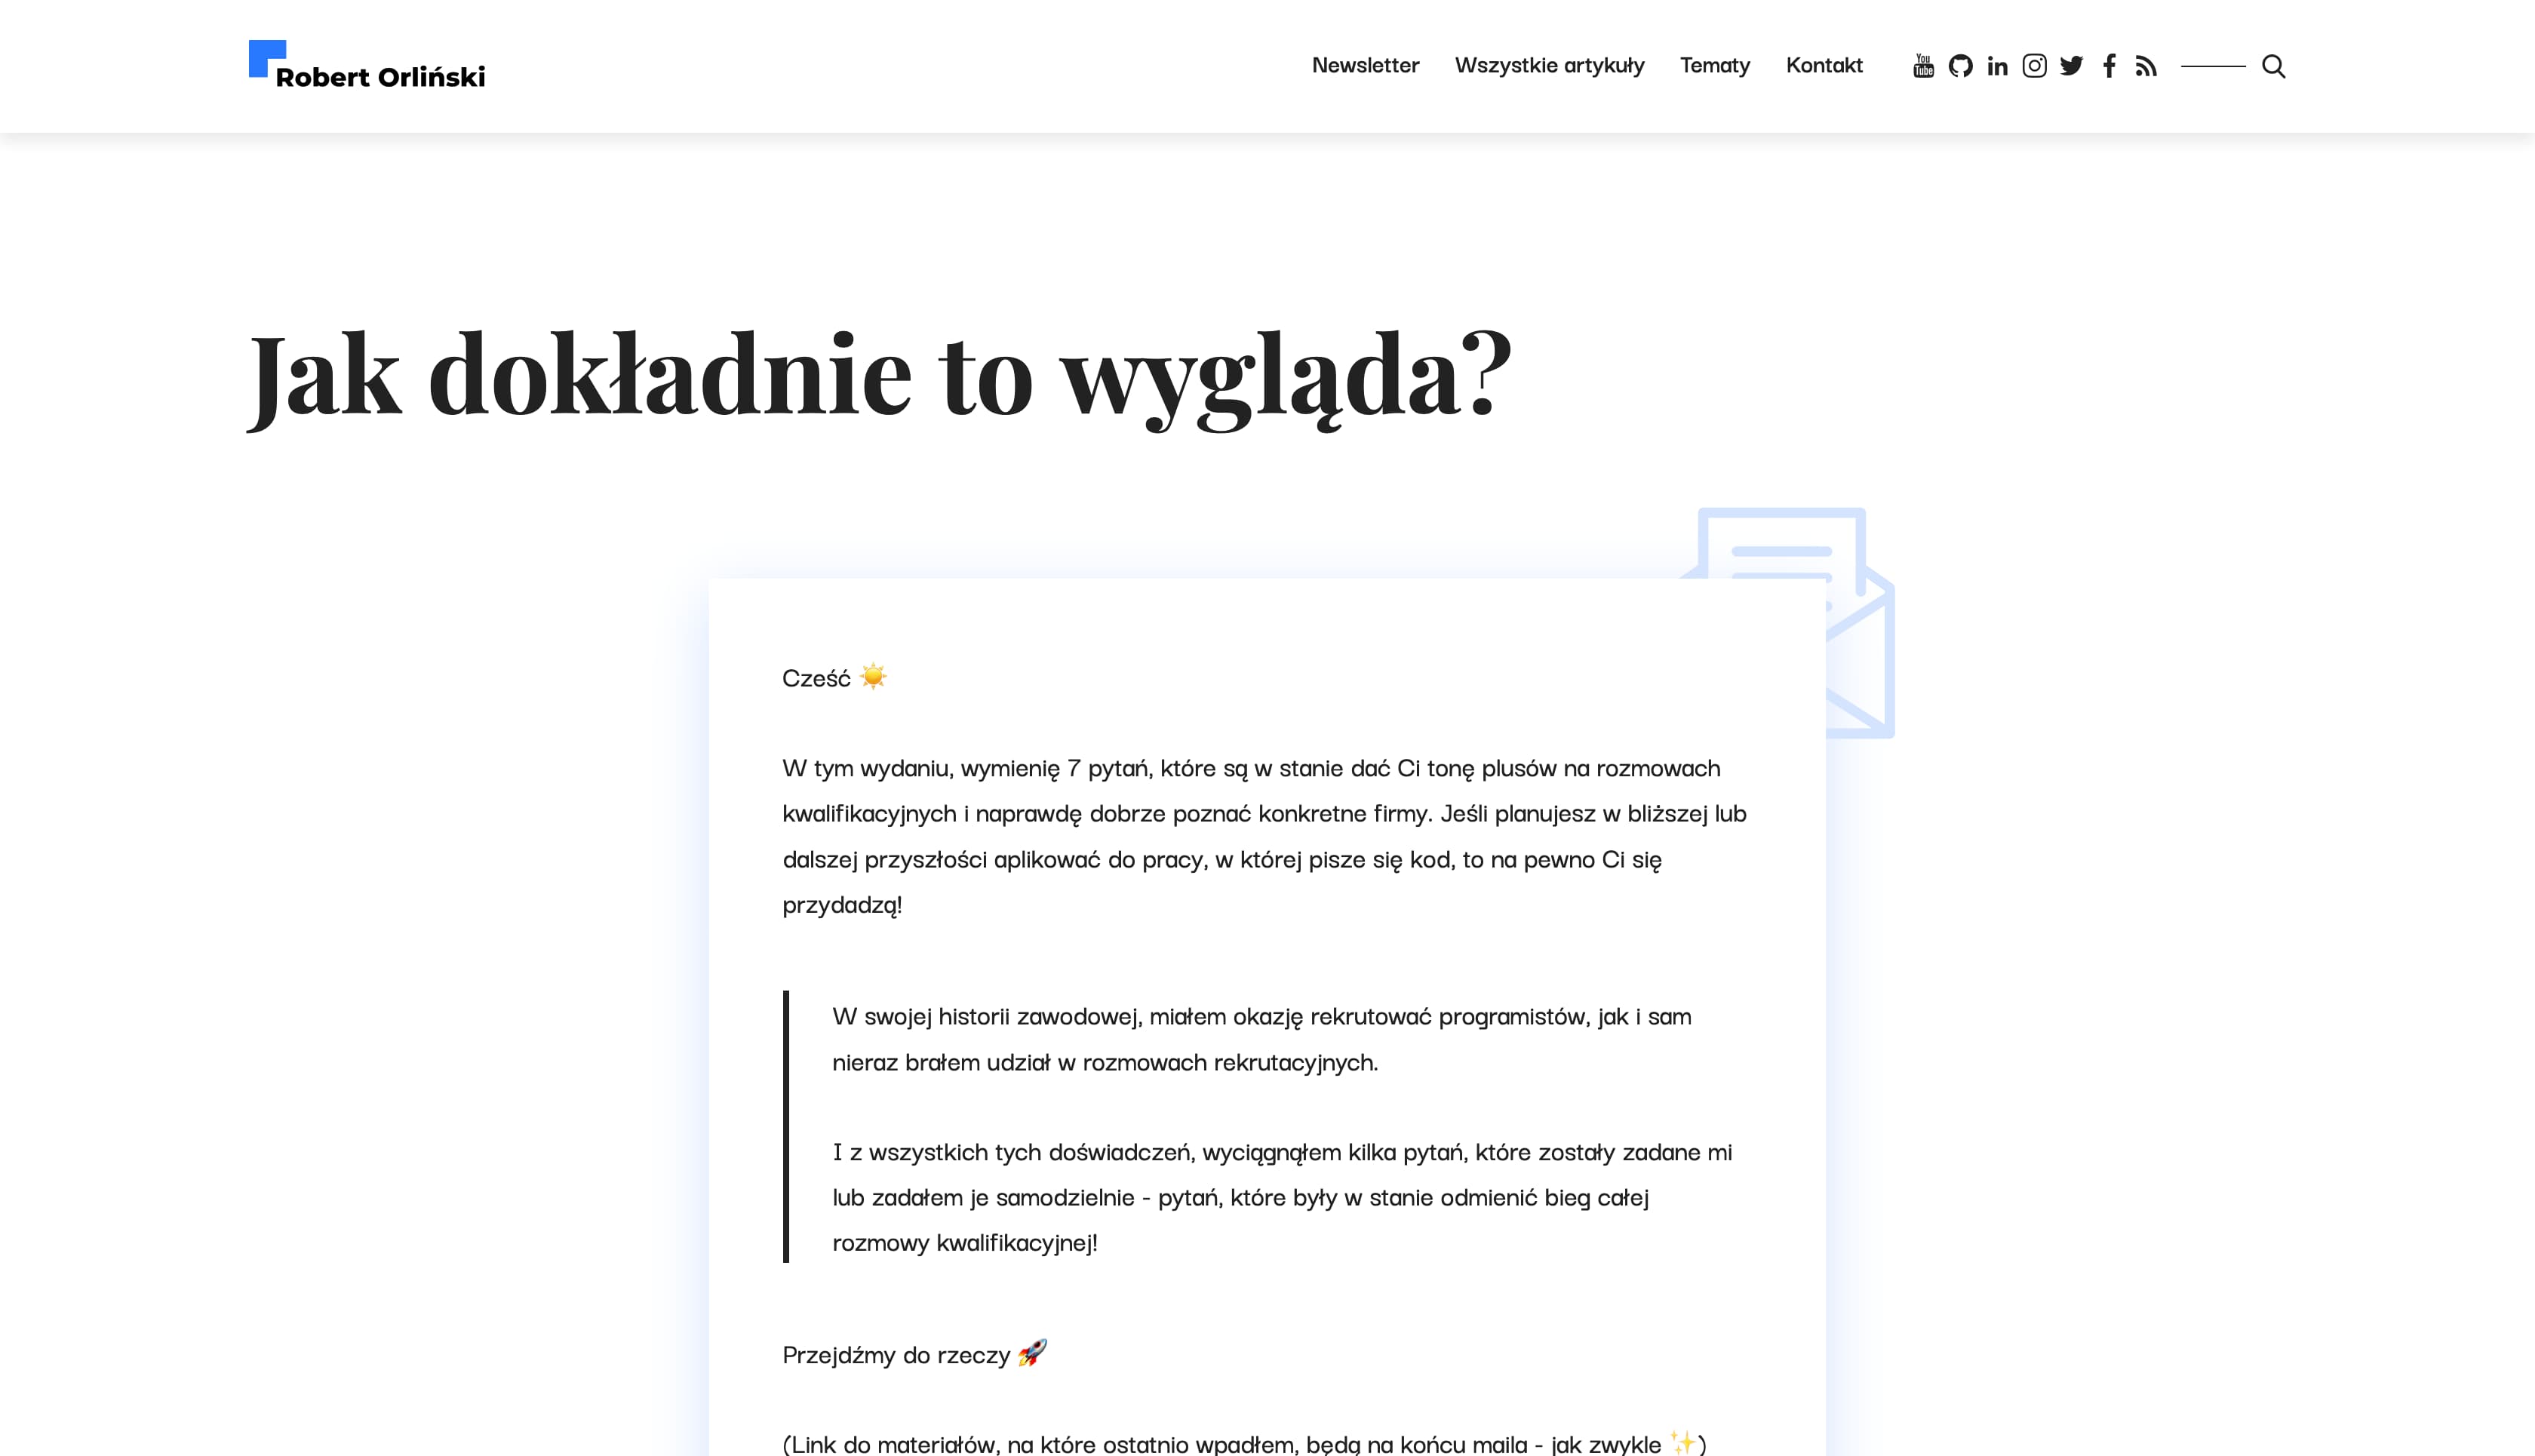 Robert Orliński
Newsletter Wszystkie artykuły Tematy Kontakt
You Tube
Jak dokładnie to wygląda?
Cześć ☀️
W tym wydaniu, wymienię 7 pytań, które są w stanie dać Ci tonę plusów na rozmowach
kwalifikacyjnych i naprawdę dobrze poznać konkretne firmy. Jeśli planujesz w bliższej lub
dalszej przyszłości aplikować do pracy, w której pisze się kod, to na pewno Ci się
przydadzą!
W swojej historii zawodowej, miałem okazję rekrutować programistów, jak i sam
nieraz brałem udział w rozmowach rekrutacyjnych.
I z wszystkich tych doświadczeń, wyciągnąłem kilka pytań, które zostały zadane mi
lub zadałem je samodzielnie - pytań, które były w stanie odmienić bieg całej
rozmowy kwalifikacyjnej!
Przejdźmy do rzeczy 🚀
(Link do materiałów, na które ostatnio wpadłem, będą na końcu maila - jak zwykle ✨)